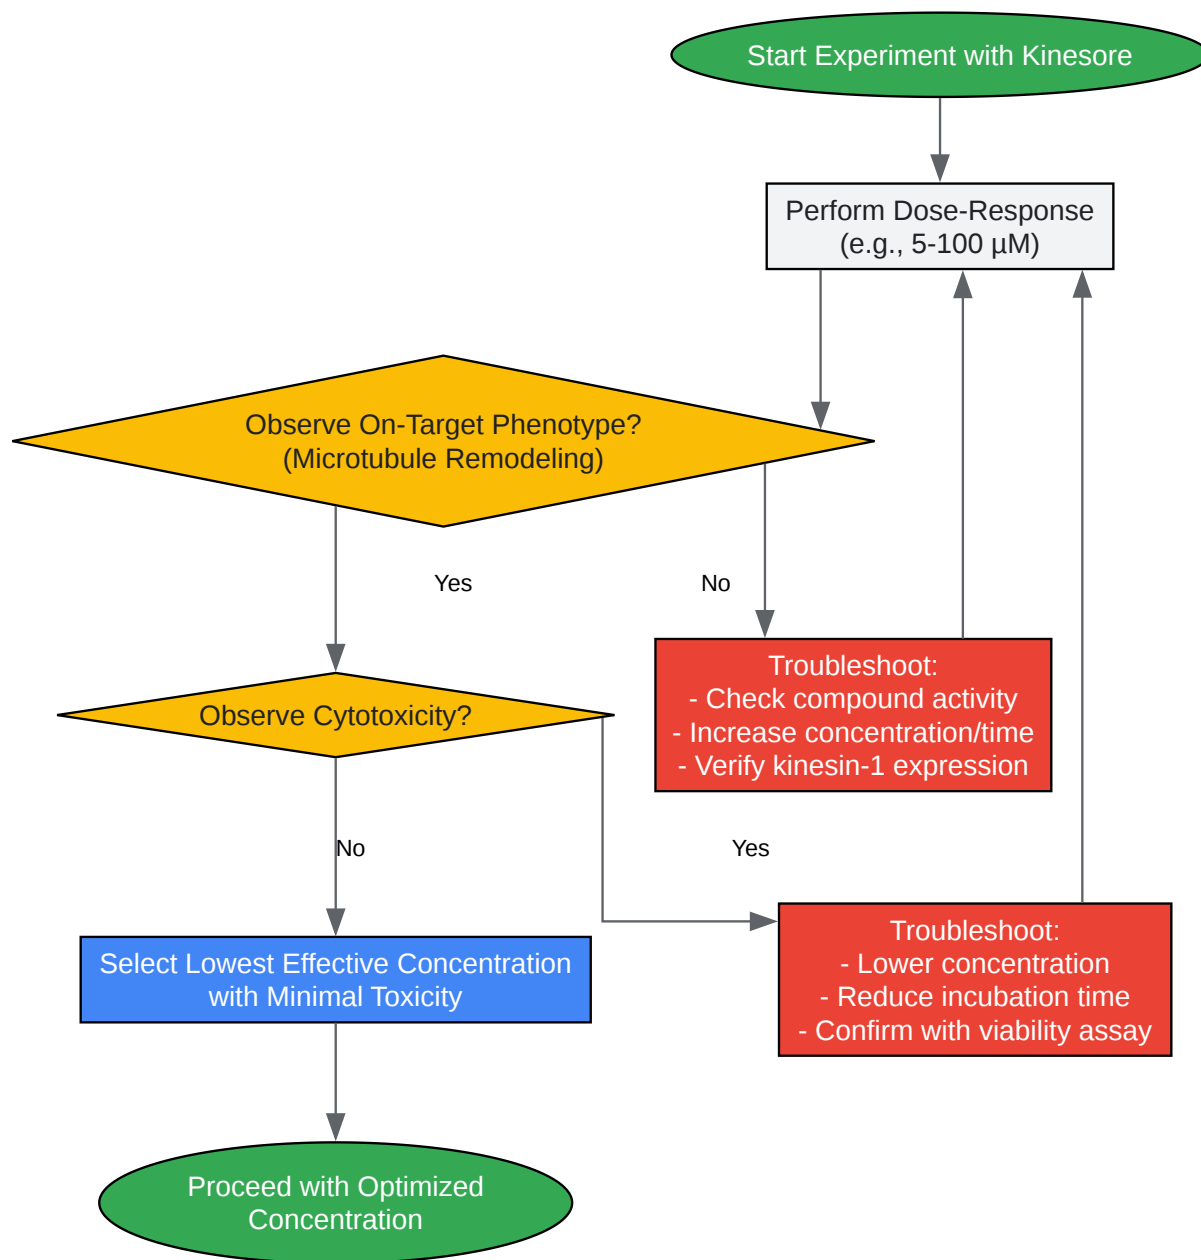 Start Experiment with Kinesore
Perform Dose-Response
(e.g., 5-100 µM)
Observe On-Target Phenotype?
(Microtubule Remodeling)
Yes
No
Troubleshoot:
- Check compound activity
- Increase concentration/time
- Verify kinesin-1 expression
Observe Cytotoxicity?
No
Yes
Troubleshoot:
- Lower concentration
- Reduce incubation time
- Confirm with viability assay
Select Lowest Effective Concentration
with Minimal Toxicity
Proceed with Optimized
Concentration